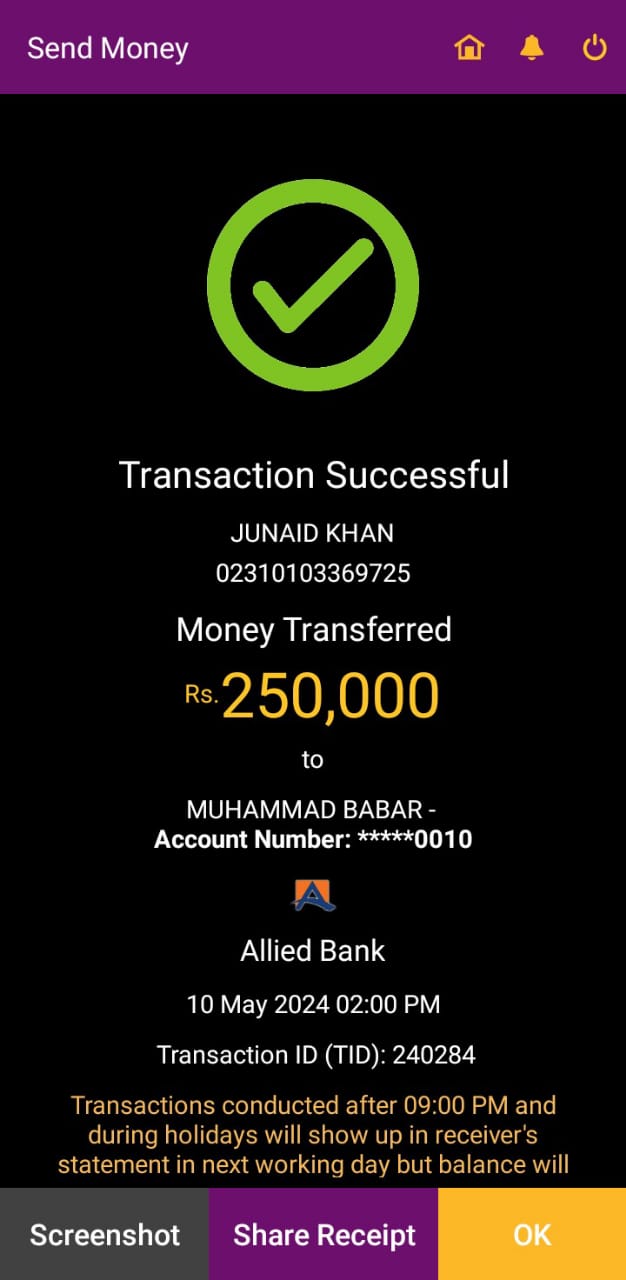 Send Money
Transaction Successful
JUNAID KHAN
02310103369725
Money Transferred
Rs.250,000
to
MUHAMMAD BABAR -
Account Number: *****0010
Allied Bank
10 May 2024 02:00 PM
Transaction ID (TID): 240284
Transactions conducted after 09:00 PM and
during holidays will show up in receiver's
statement in next working day but balance will
Screenshot
Share Receipt
OK